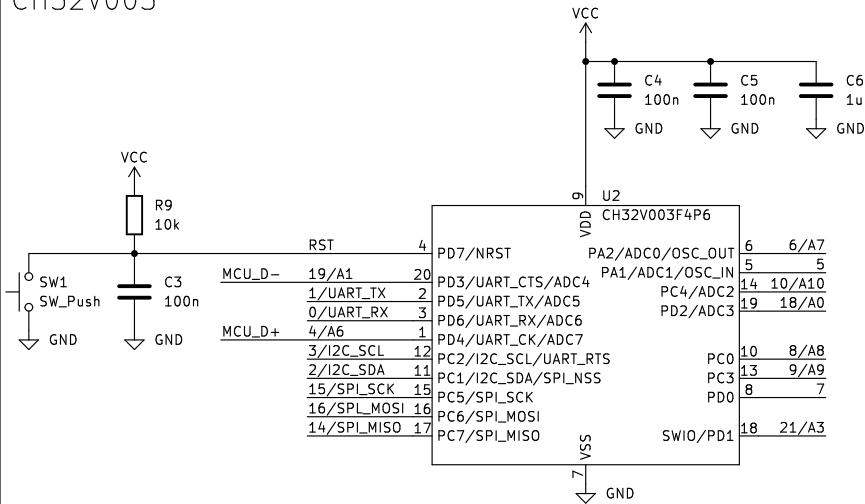 CH32V003
VCC
C4
100n
C5
100n
C6
1u
GND
GND
GND
VCC
R9
10k
9
VDD
U2
CH32V003F4P6
RST
4
PD7/NRST
PA2/ADC0/OSC_OUT
6
6/A7
PA1/ADC1/OSC_IN
5
5
MCU_D-
19/A1
20
PD3/UART_CTS/ADC4
PC4/ADC2
14
10/A10
SW1
SW_Push
C3
100n
1/UART_TX
2
PD5/UART_TX/ADC5
PD2/ADC3
19
18/A0
0/UART_RX
3
PD6/UART_RX/ADC6
MCU_D+
4/A6
1
PD4/UART_CK/ADC7
GND
GND
3/I2C_SCL
12
PC2/I2C_SCL/UART_RTS
PC0
10
8/A8
2/I2C_SDA
11
PC1/I2C_SDA/SPI_NSS
PC3
13
9/A9
15/SPI_SCK
15
PC5/SPI_SCK
PD0
8
7
16/SPI_MOSI
16
PC6/SPI_MOSI
14/SPI_MISO
17
PC7/SPI_MISO
SWIO/PD1
18
21/A3
VSS
7
GND